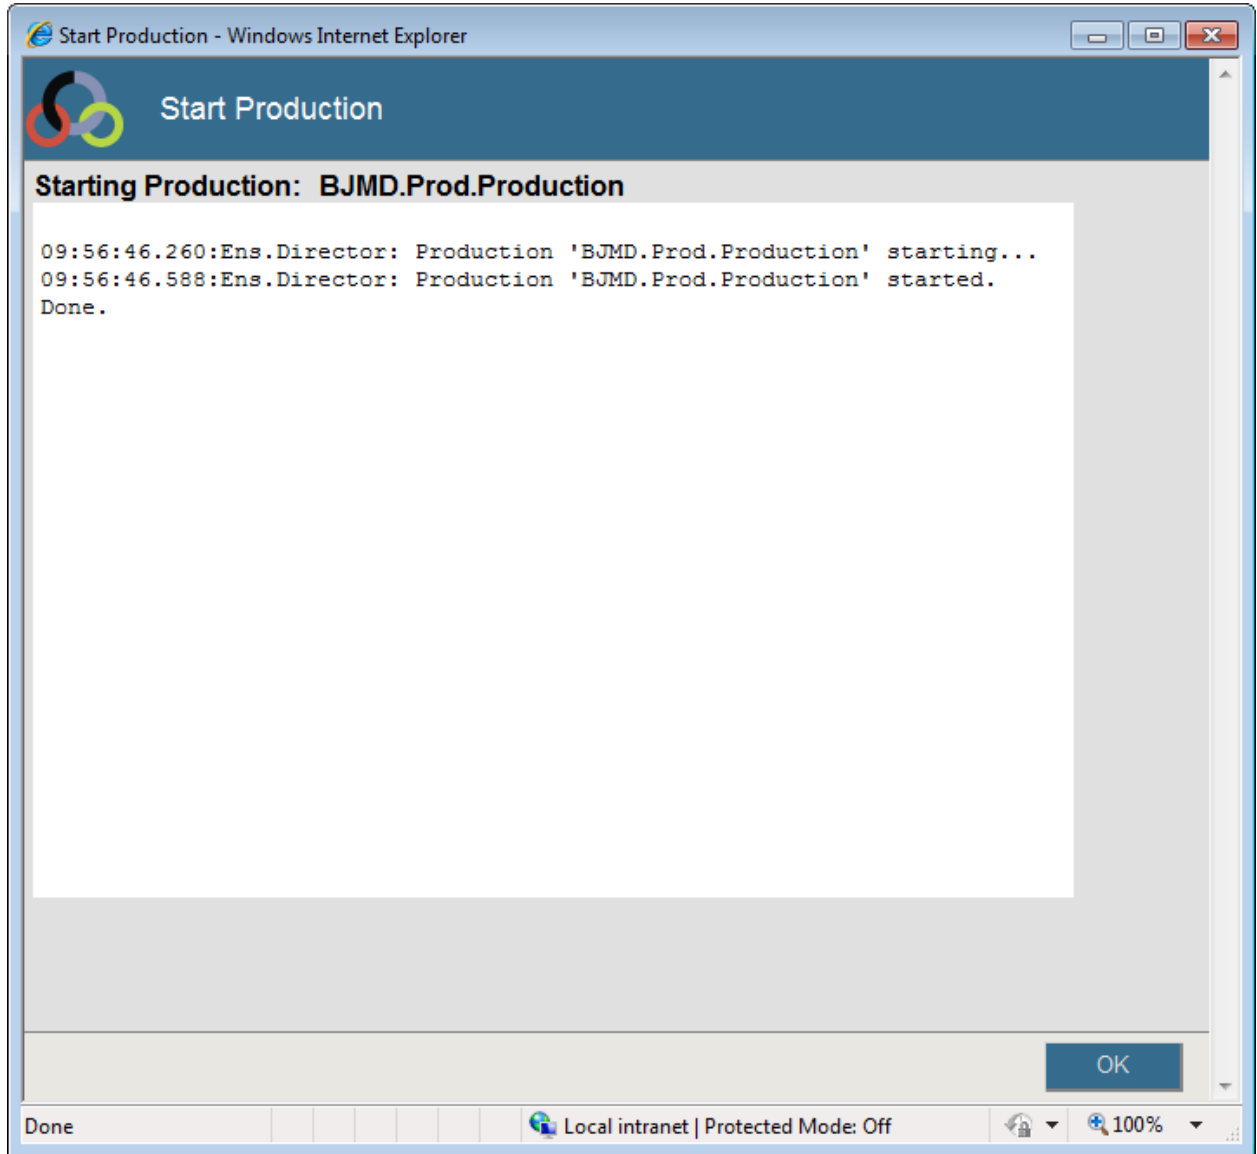 Start Production - Windows Internet Explorer
Start Production
Starting Production: BJMD.Prod.Production
09:56:46.260:Ens.Director: Production 'BJMD.Prod.Production' starting...
09:56:46.588:Ens.Director: Production 'BJMD.Prod.Production' started.
Done.
OK
Done Local intranet | Protected Mode: Off 100%